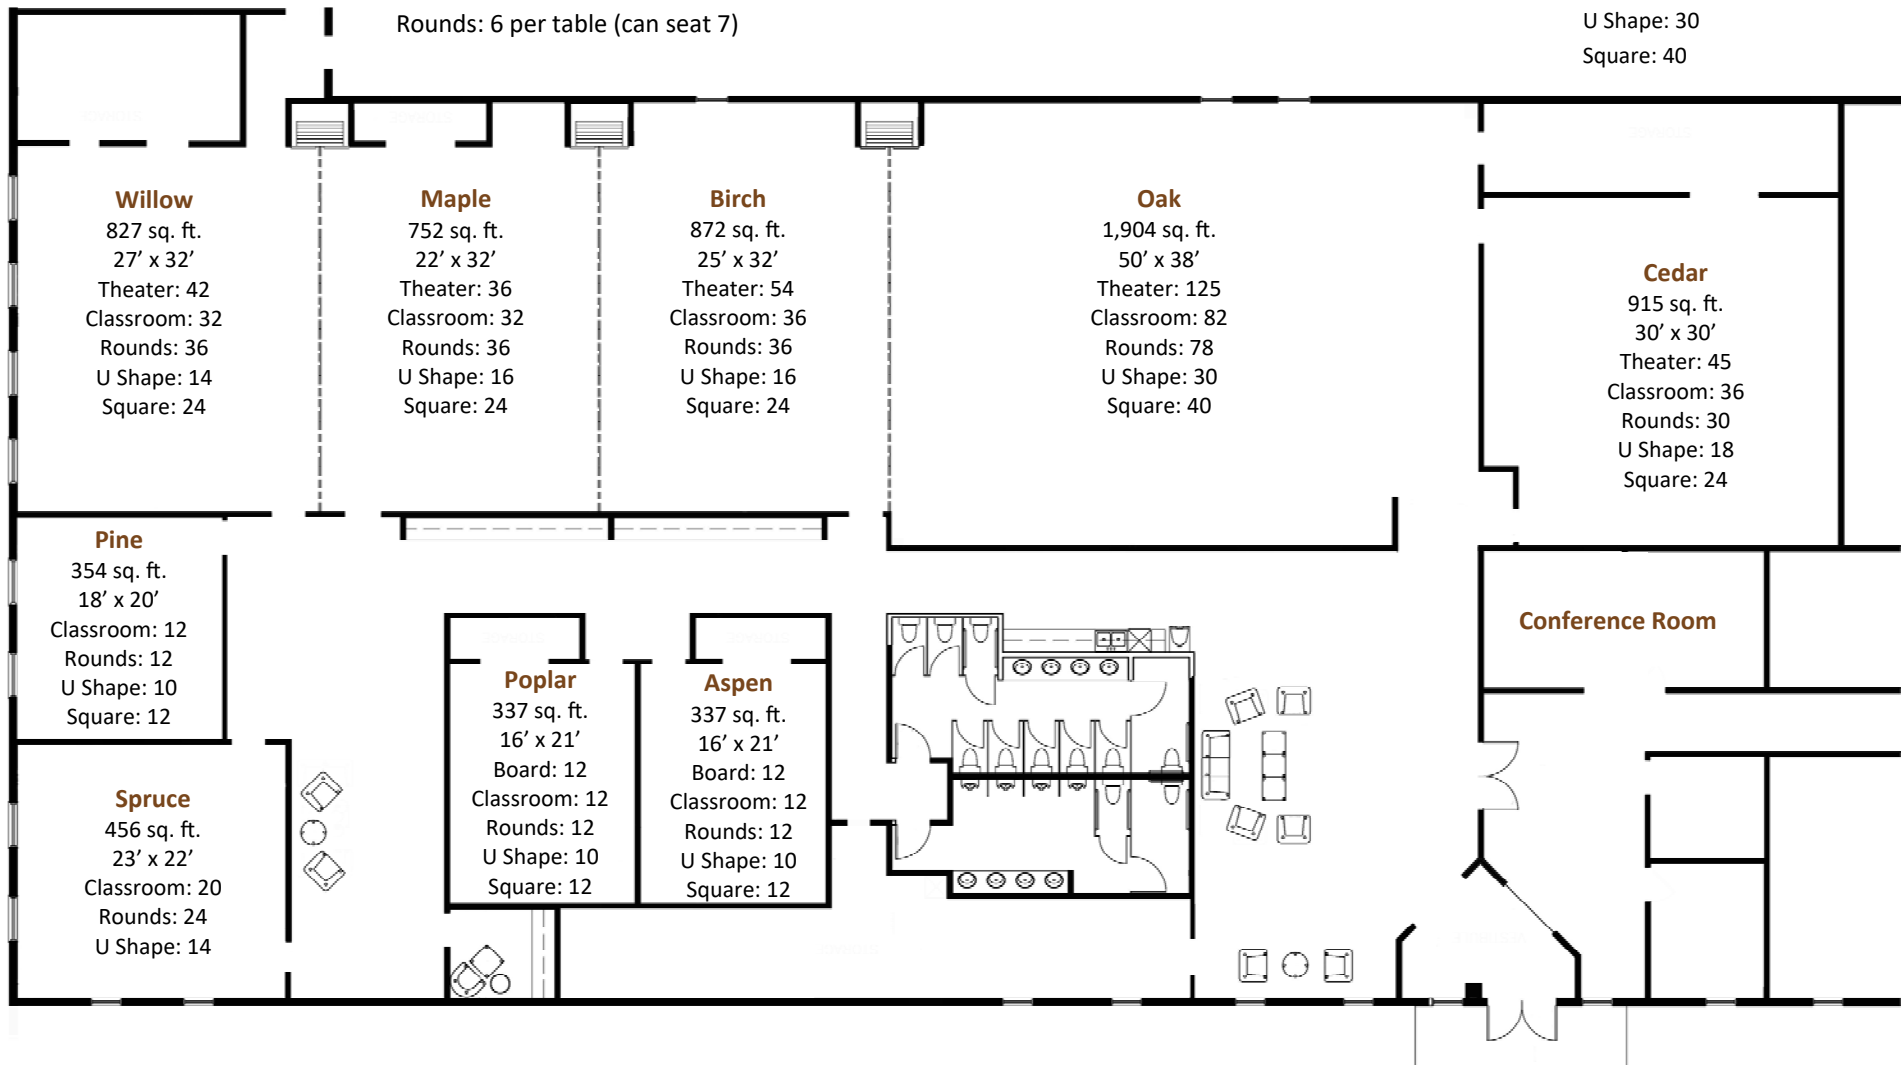 Rounds: 6 per table (can seat 7)
U Shape: 30
Square: 40
Willow
827 sq. ft.
27’ x 32’
Theater: 42
Classroom: 32
Rounds: 36
U Shape: 14
Square: 24
Maple
752 sq. ft.
22’ x 32’
Theater: 36
Classroom: 32
Rounds: 36
U Shape: 16
Square: 24
Birch
872 sq. ft.
25’ x 32’
Theater: 54
Classroom: 36
Rounds: 36
U Shape: 16
Square: 24
Oak
1,904 sq. ft.
50’ x 38’
Theater: 125
Classroom: 82
Rounds: 78
U Shape: 30
Square: 40
Cedar
915 sq. ft.
30’ x 30’
Theater: 45
Classroom: 36
Rounds: 30
U Shape: 18
Square: 24
Pine
354 sq. ft.
18’ x 20’
Classroom: 12
Rounds: 12
U Shape: 10
Square: 12
Conference Room
Poplar
337 sq. ft.
16’ x 21’
Board: 12
Classroom: 12
Rounds: 12
U Shape: 10
Square: 12
Aspen
337 sq. ft.
16’ x 21’
Board: 12
Classroom: 12
Rounds: 12
U Shape: 10
Square: 12
Spruce
456 sq. ft.
23’ x 22’
Classroom: 20
Rounds: 24
U Shape: 14